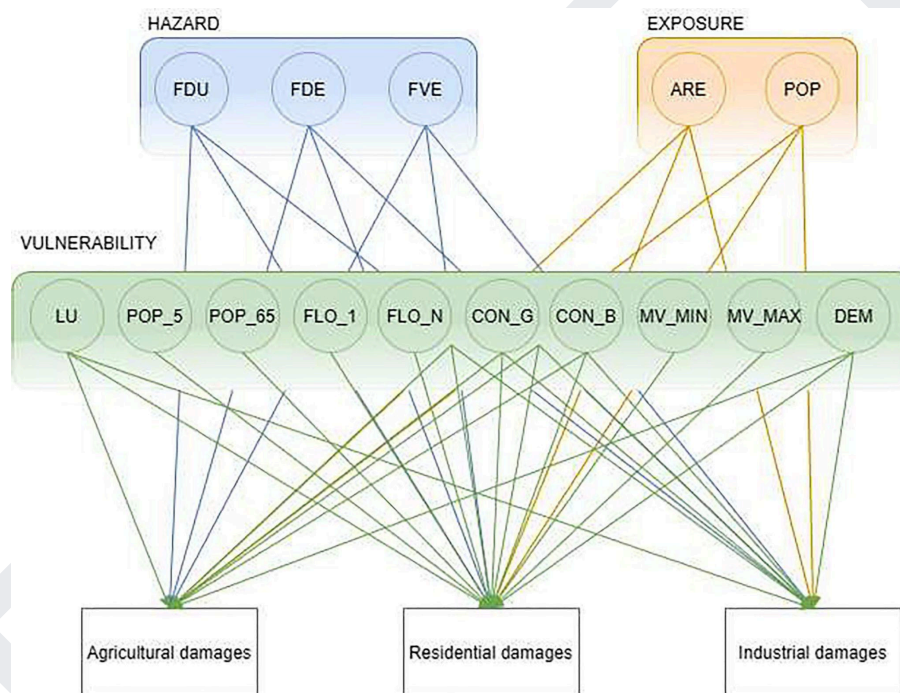 HAZARD
EXPOSURE
FDU
FDE
FVE
ARE
POP
VULNERABILITY
LU
POP_5
POP_65
FLO_1
FLO_N
CON_G
CON_B
MV_MIN
MV_MAX
DEM
Agricultural damages
Residential damages
Industrial damages